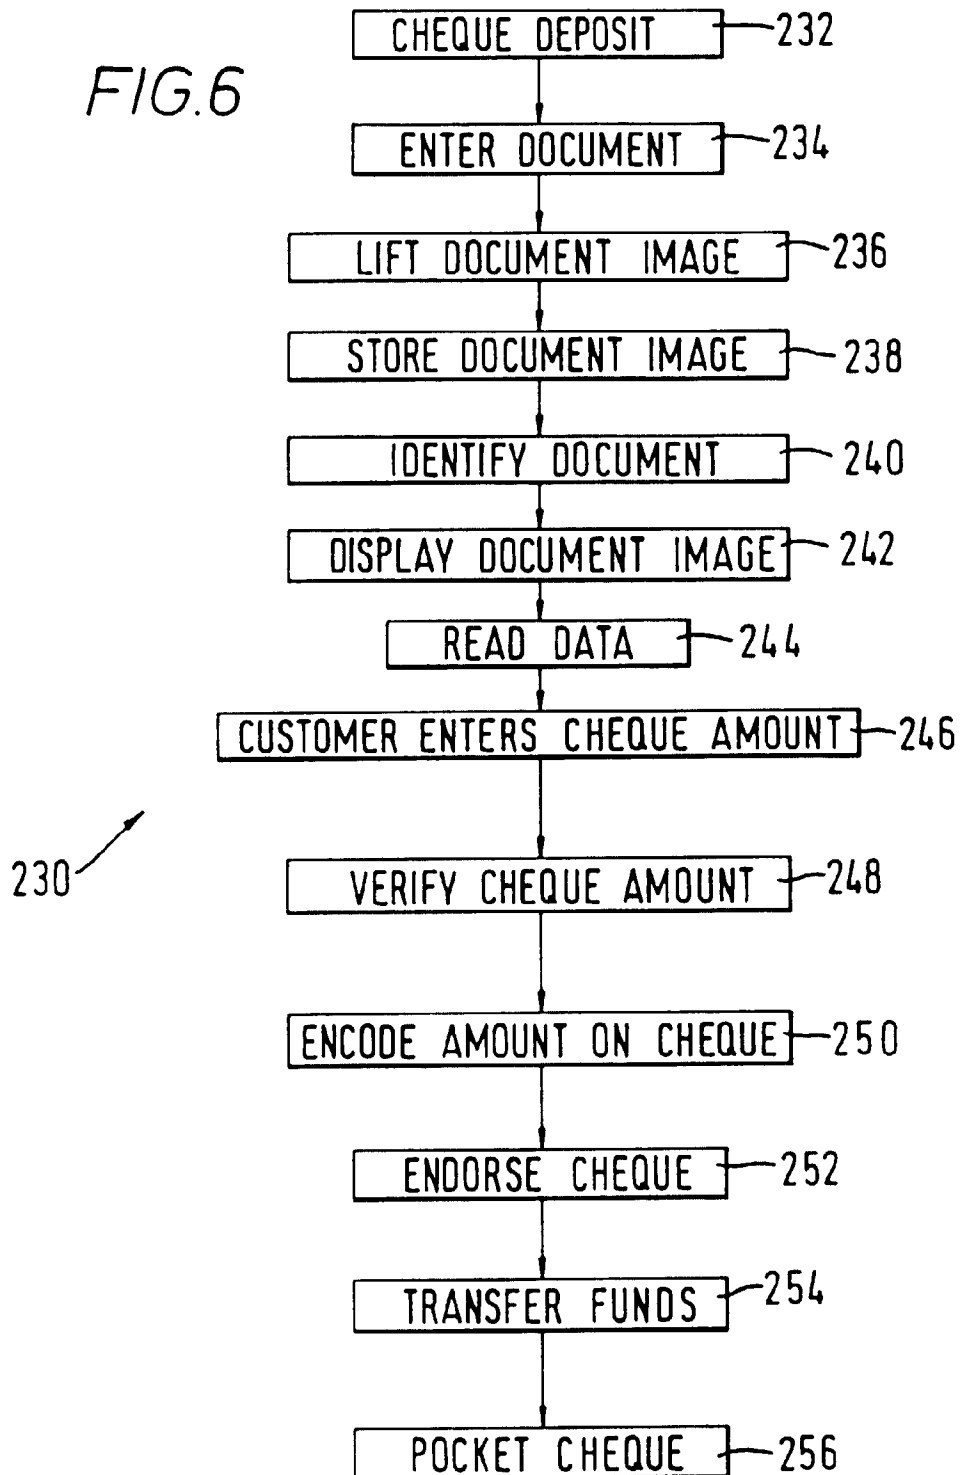 FIG.6
CHEQUE DEPOSIT 232
ENTER DOCUMENT 234
LIFT DOCUMENT IMAGE 236
STORE DOCUMENT IMAGE 238
IDENTIFY DOCUMENT 240
DISPLAY DOCUMENT IMAGE 242
READ DATA 244
CUSTOMER ENTERS CHEQUE AMOUNT 246
230
VERIFY CHEQUE AMOUNT 248
ENCODE AMOUNT ON CHEQUE 250
ENDORSE CHEQUE 252
TRANSFER FUNDS 254
POCKET CHEQUE 256